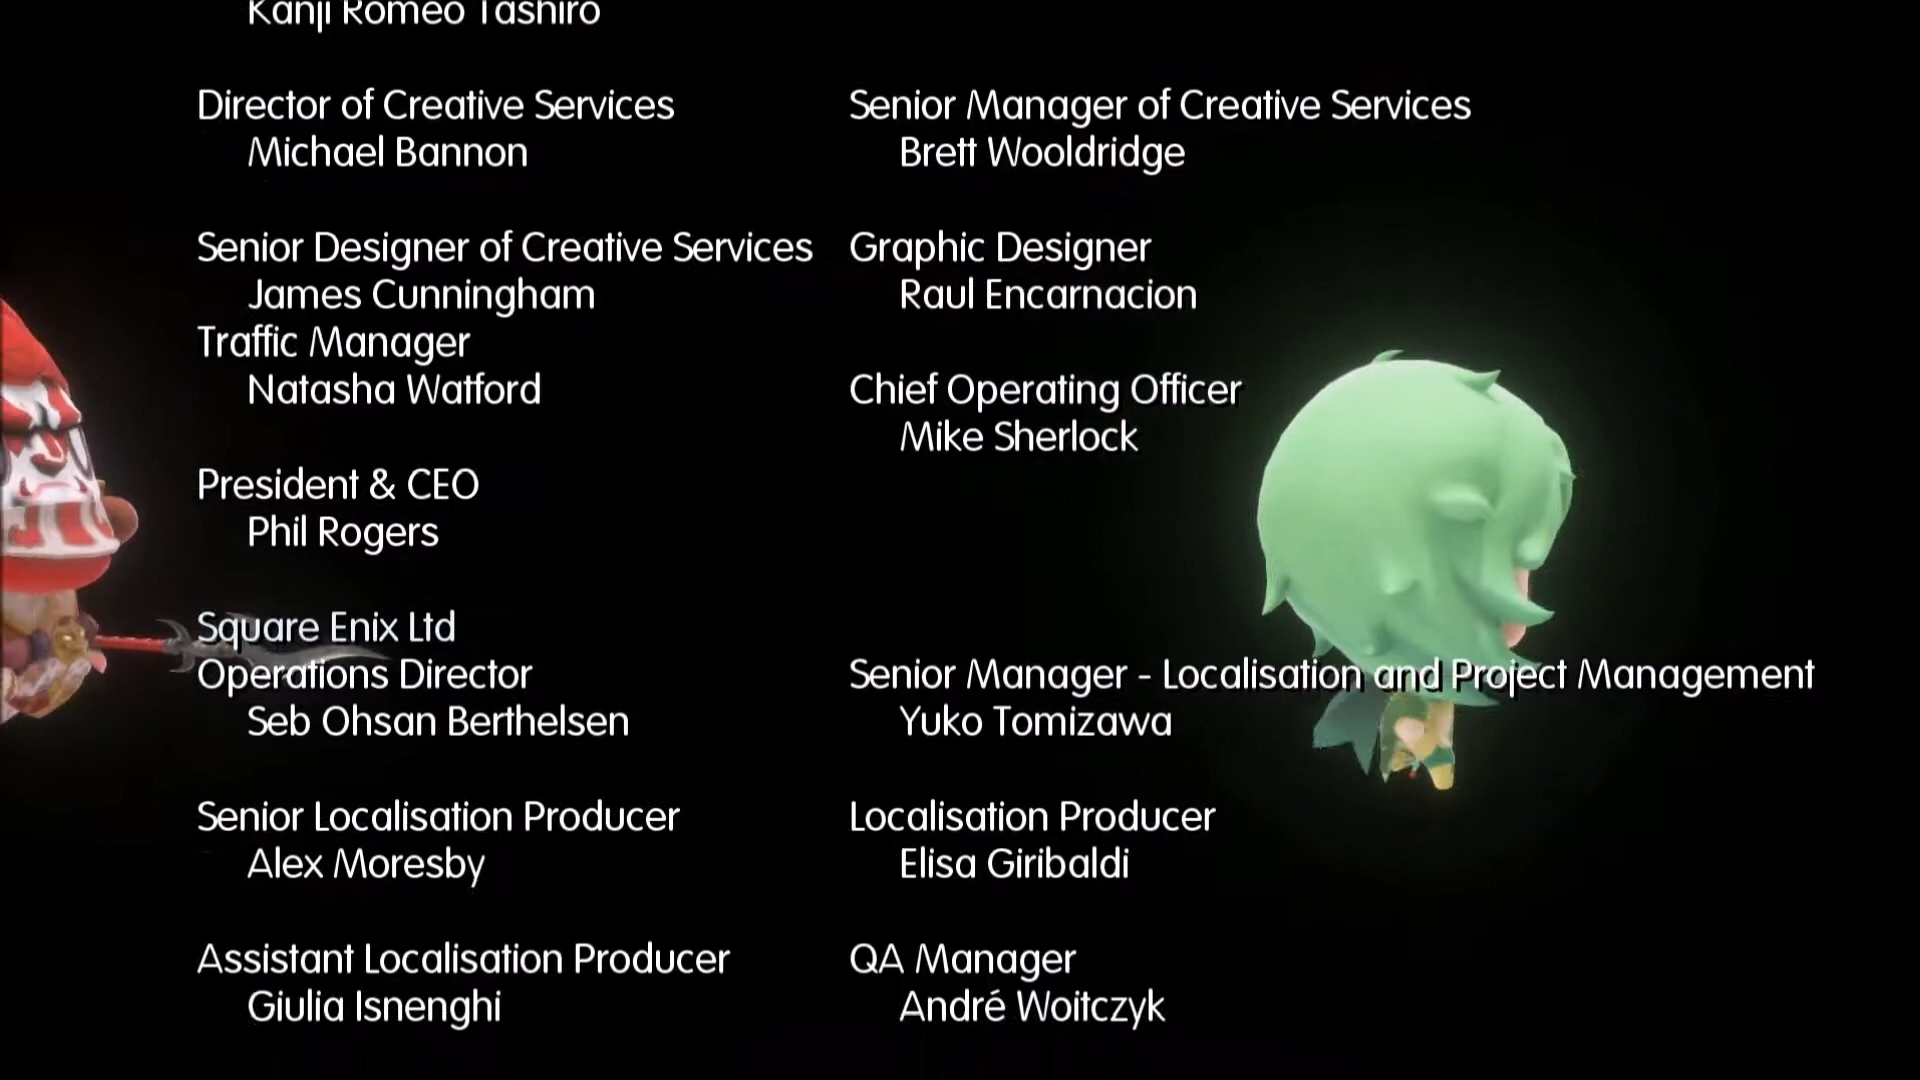 Kanji Romeo Tashiro
Director of Creative Services
Michael Bannon
Senior Manager of Creative Services
Brett Wooldridge
Senior Designer of Creative Services
James Cunningham
Graphic Designer
Raul Encarnacion
Traffic Manager
Natasha Watford
Chief Operating Officer
Mike Sherlock
President & CEO
Phil Rogers
Square Enix Ltd
Operations Director
Seb Ohsan Berthelsen
Senior Manager - Localisation and Project Management
Yuko Tomizawa
Senior Localisation Producer
Alex Moresby
Localisation Producer
Elisa Giribaldi
Assistant Localisation Producer
Giulia Isnenghi
QA Manager
André Woitczyk